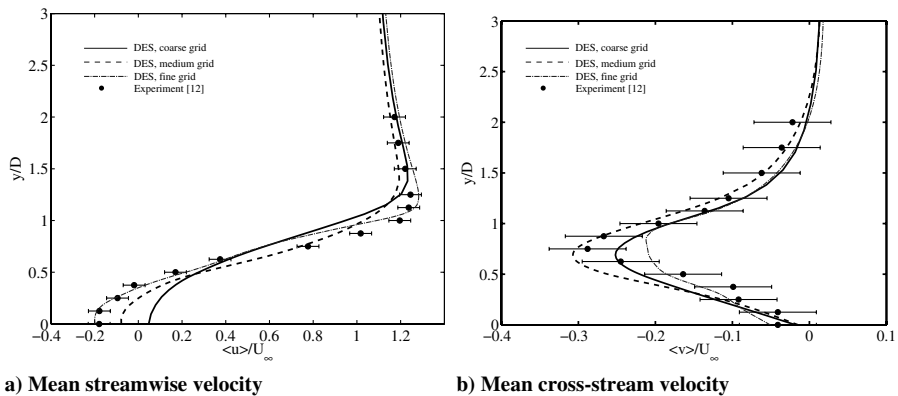 3
2.5
2
1.5
1
0.5
0
y/D
DES, coarse grid
DES, medium grid
DES, fine grid
Experiment [12]
−0.4 −0.2 0 0.2 0.4 0.6 0.8 1 1.2
<u>/U∞
a) Mean streamwise velocity
3
2.5
2
1.5
1
0.5
0
y/D
DES, coarse grid
DES, medium grid
DES, fine grid
Experiment [12]
−0.4 −0.3 −0.2 −0.1 0 0.1
<v>/U∞
b) Mean cross-stream velocity